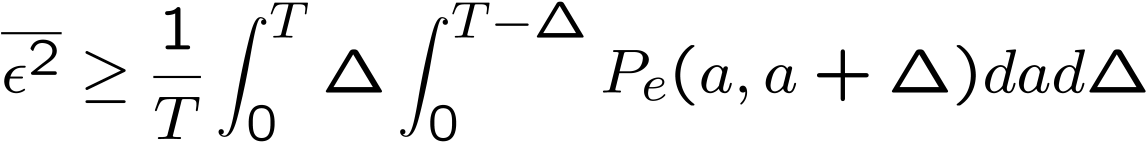 $\overline{\epsilon^2} \geq \frac{1}{T} \int_0^T \Delta \int_0^{T-\Delta} P_e(a, a + \Delta) da d\Delta$